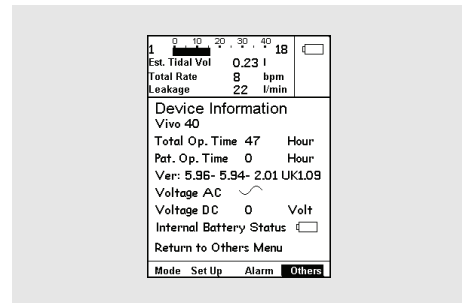 0 10 20 30 40
1 18
Est. Tidal Vol 0.23 l
Total Rate 8 bpm
Leakage 22 l/min
Device Information
Vivo 40
Total Op. Time 47 Hour
Pat. Op. Time 0 Hour
Ver: 5.96- 5.94- 2.01 UK1.09
Voltage AC
Voltage DC 0 Volt
Internal Battery Status
Return to Others Menu
Mode Set Up Alarm Others